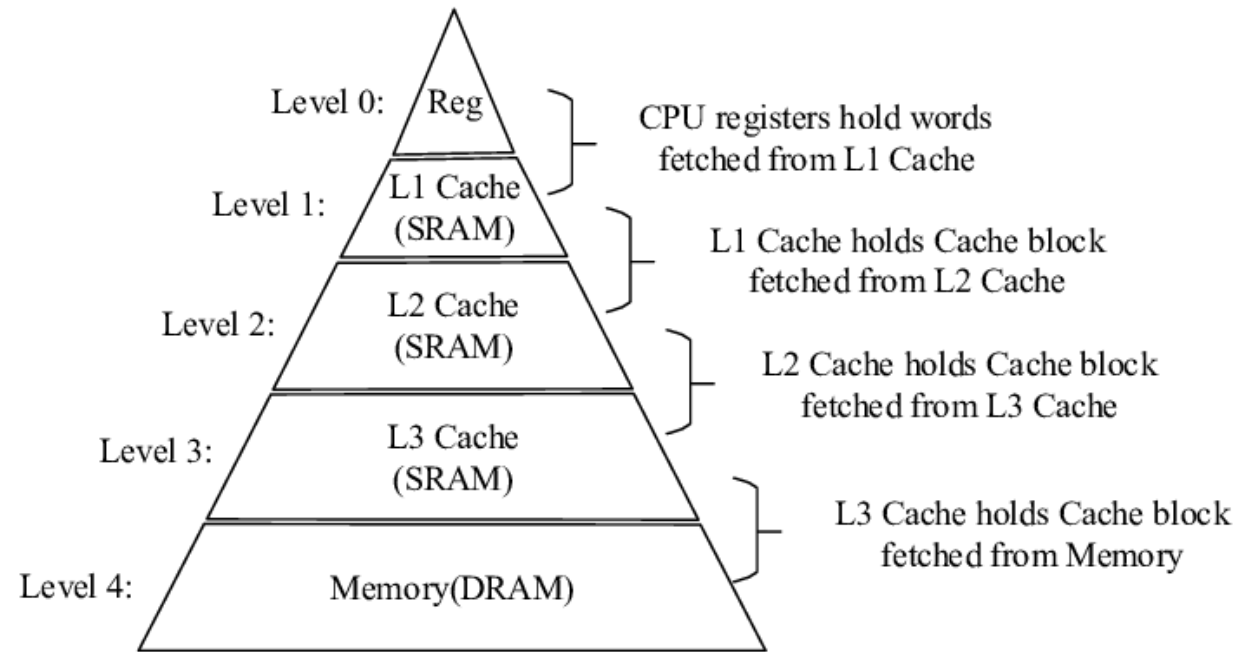 Level 0:
Reg
CPU registers hold words
fetched from L1 Cache
Level 1:
L1 Cache
(SRAM)
L1 Cache holds Cache block
fetched from L2 Cache
Level 2:
L2 Cache
(SRAM)
L2 Cache holds Cache block
fetched from L3 Cache
Level 3:
L3 Cache
(SRAM)
L3 Cache holds Cache block
fetched from Memory
Level 4:
Memory(DRAM)